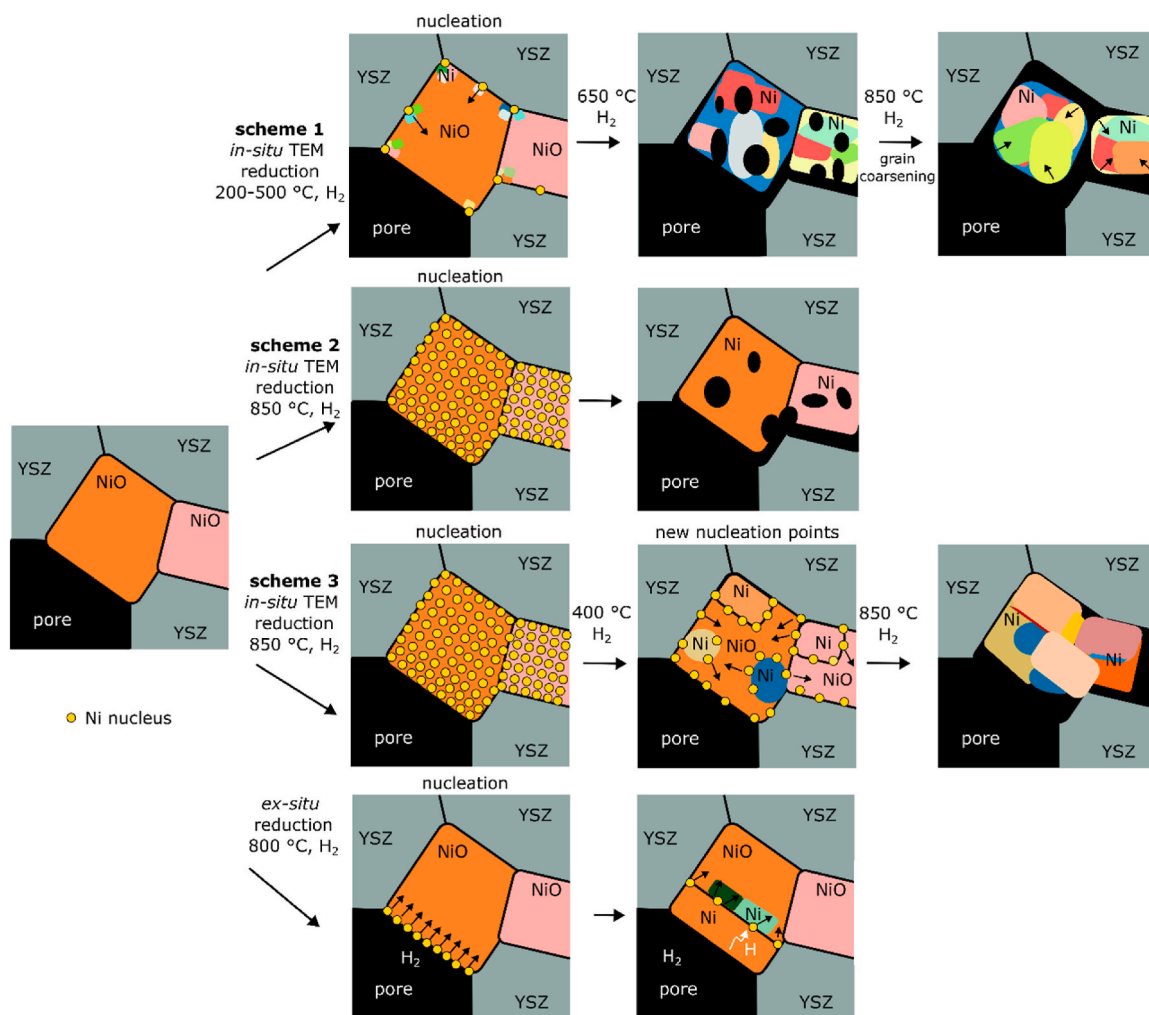 nucleation
YSZ
YSZ
Ni
NiO
NiO
pore
YSZ
scheme 1
in-situ TEM
reduction
200-500 °C, H2
650 °C
H2
YSZ
YSZ
Ni
Ni
pore
YSZ
850 °C
H2
grain
coarsening
YSZ
YSZ
Ni
Ni
pore
YSZ
nucleation
YSZ
YSZ
pore
YSZ
scheme 2
in-situ TEM
reduction
850 °C, H2
YSZ
YSZ
Ni
Ni
pore
YSZ
YSZ
YSZ
NiO
NiO
pore
YSZ
Ni nucleus
nucleation
YSZ
YSZ
pore
YSZ
scheme 3
in-situ TEM
reduction
850 °C, H2
400 °C
H2
new nucleation points
YSZ
YSZ
Ni
Ni
Ni
NiO
Ni
NiO
pore
YSZ
850 °C
H2
YSZ
YSZ
Ni
Ni
pore
YSZ
nucleation
YSZ
YSZ
NiO
NiO
H2
pore
YSZ
ex-situ
reduction
800 °C, H2
YSZ
YSZ
NiO
NiO
Ni
Ni
H
H2
pore
YSZ